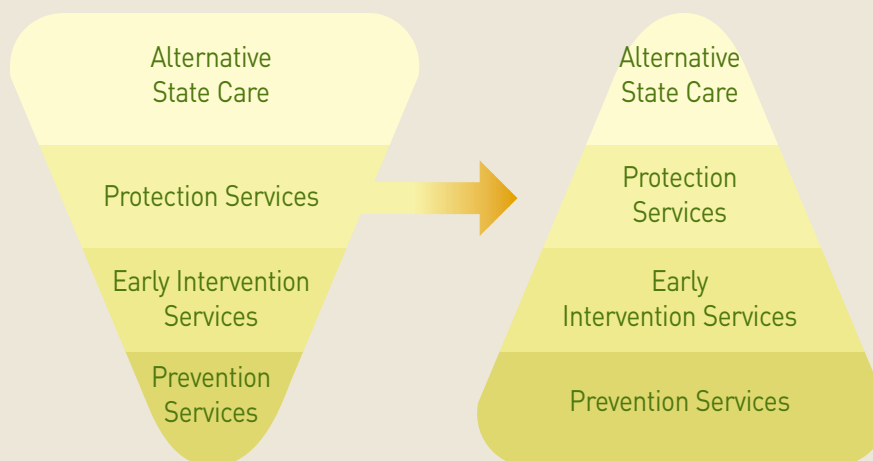 Alternative
State Care
Protection Services
Early Intervention
Services
Prevention
Services
Alternative
State Care
Protection
Services
Early
Intervention Services
Prevention Services